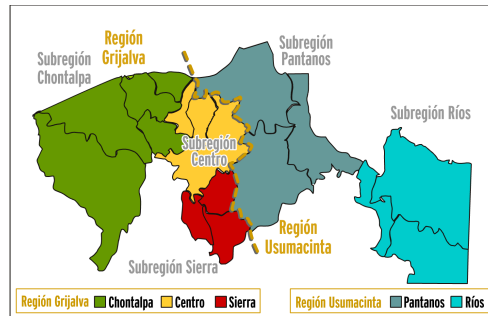 Región
Grijalva
Subregión
Chontalpa
Subregión
Pantanos
Subregión Ríos
Subregión
Centro
Región
Usumacinta
Subregión Sierra
Región Grijalva Chontalpa Centro Sierra
Región Usumacinta Pantanos Ríos